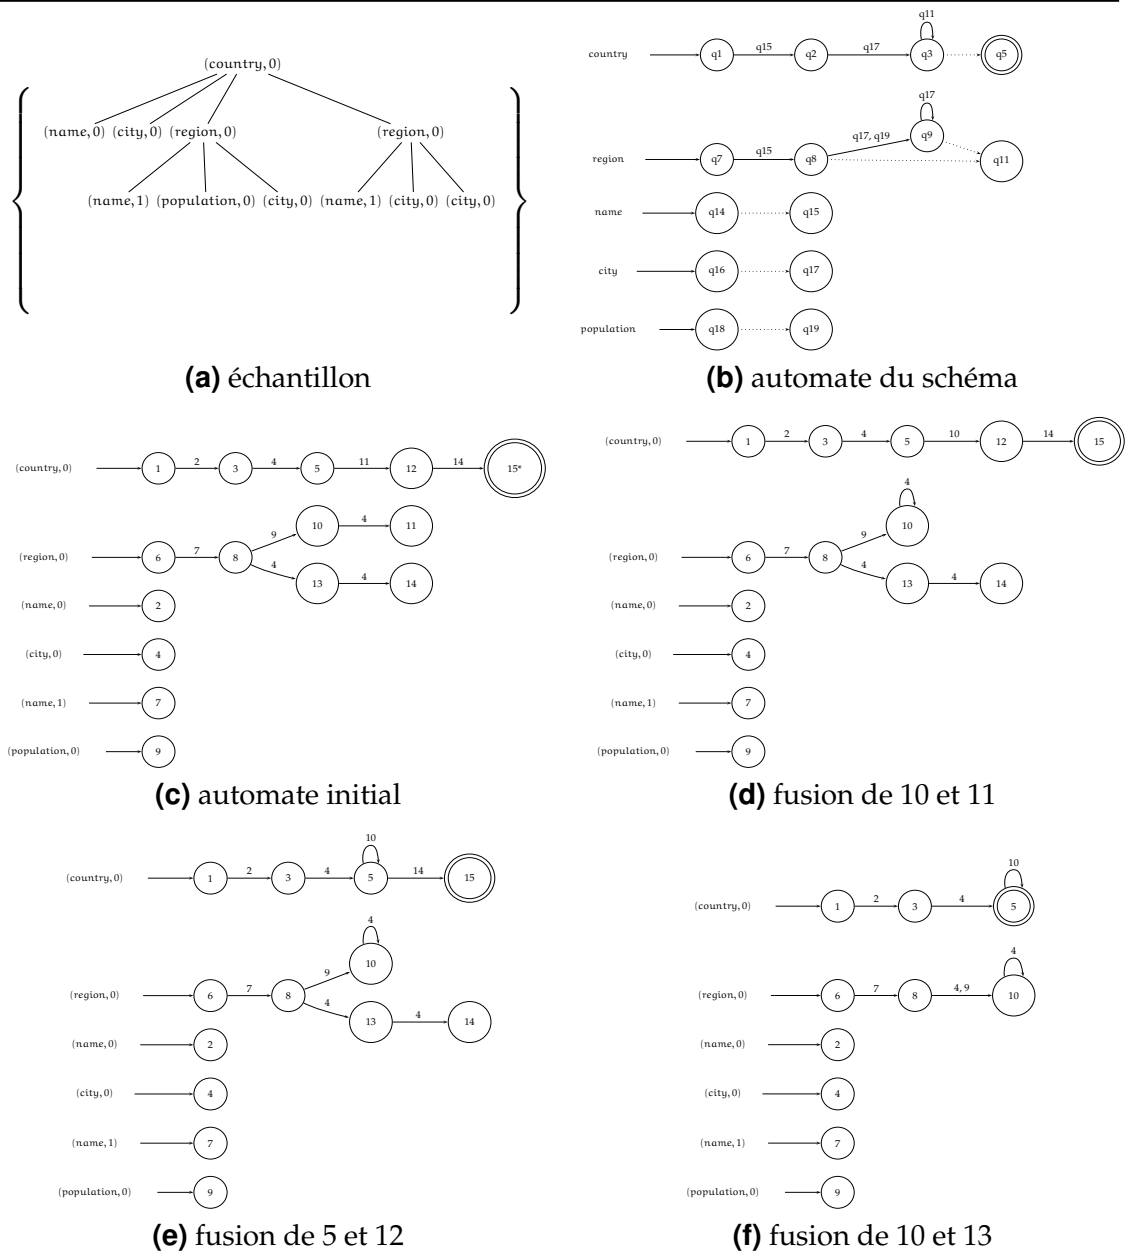 (country, 0)
(name, 0) (city, 0) (region, 0) (region, 0)
(name, 1) (population, 0) (city, 0) (name, 1) (city, 0) (city, 0)
(a) échantillon
q11
country q1 q15 q2 q17 q3 q5
q17
region q7 q15 q8 q17, q19 q9 q11
name q14 q15
city q16 q17
population q18 q19
(b) automate du schéma
(country, 0) 1 2 3 4 5 11 12 14 15*
(region, 0) 6 7 8 9 10 4 11
4 13 4 14
(name, 0) 2
(city, 0) 4
(name, 1) 7
(population, 0) 9
(c) automate initial
(country, 0) 1 2 3 4 5 10 12 14 15
4
(region, 0) 6 7 8 9 10
4 13 4 14
(name, 0) 2
(city, 0) 4
(name, 1) 7
(population, 0) 9
(d) fusion de 10 et 11
10
(country, 0) 1 2 3 4 5 14 15
4
(region, 0) 6 7 8 9 10
4 13 4 14
(name, 0) 2
(city, 0) 4
(name, 1) 7
(population, 0) 9
(e) fusion de 5 et 12
10
(country, 0) 1 2 3 4 5
4
(region, 0) 6 7 8 4, 9 10
(name, 0) 2
(city, 0) 4
(name, 1) 7
(population, 0) 9
(f) fusion de 10 et 13